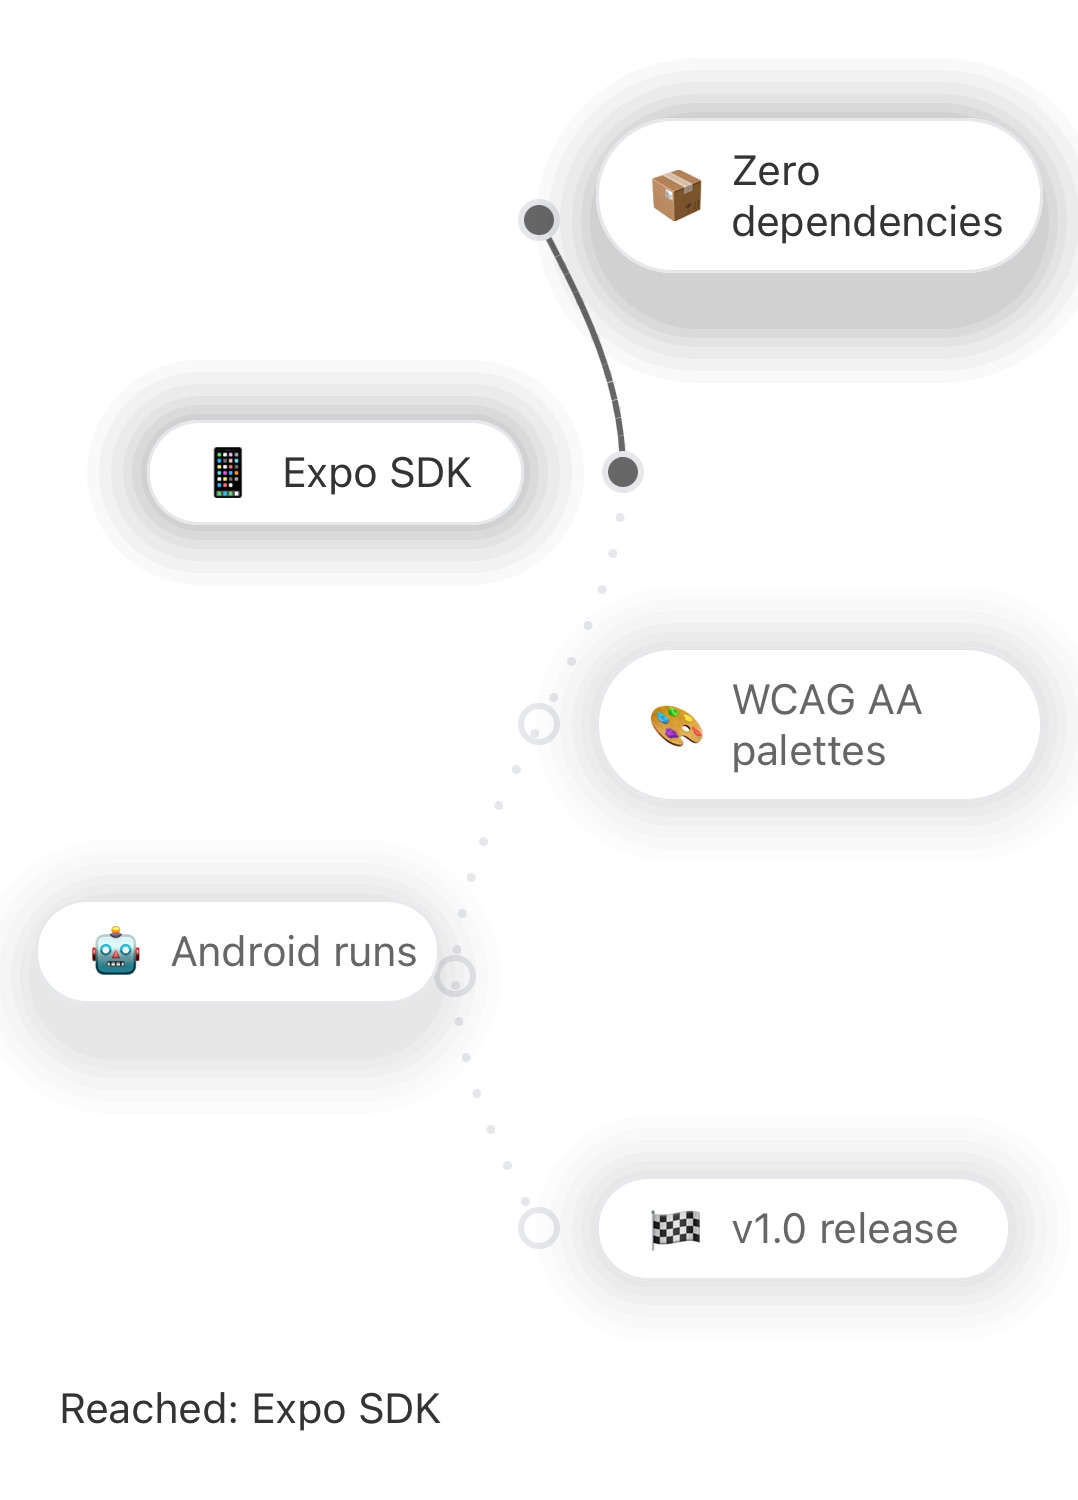 Zero
dependencies
Expo SDK
WCAG AA
palettes
Android runs
v1.0 release
Reached: Expo SDK